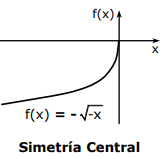 f(x)
x
f(x) = -√-x
Simetría Central